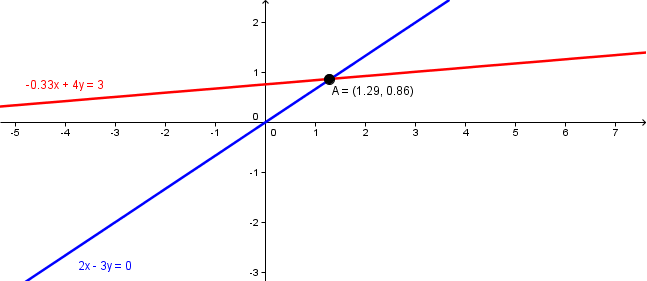 2
1
-0.33x + 4y = 3
A = (1.29, 0.86)
0
-5 -4 -3 -2 -1 0 1 2 3 4 5 6 7
-1
-2
2x - 3y = 0
-3